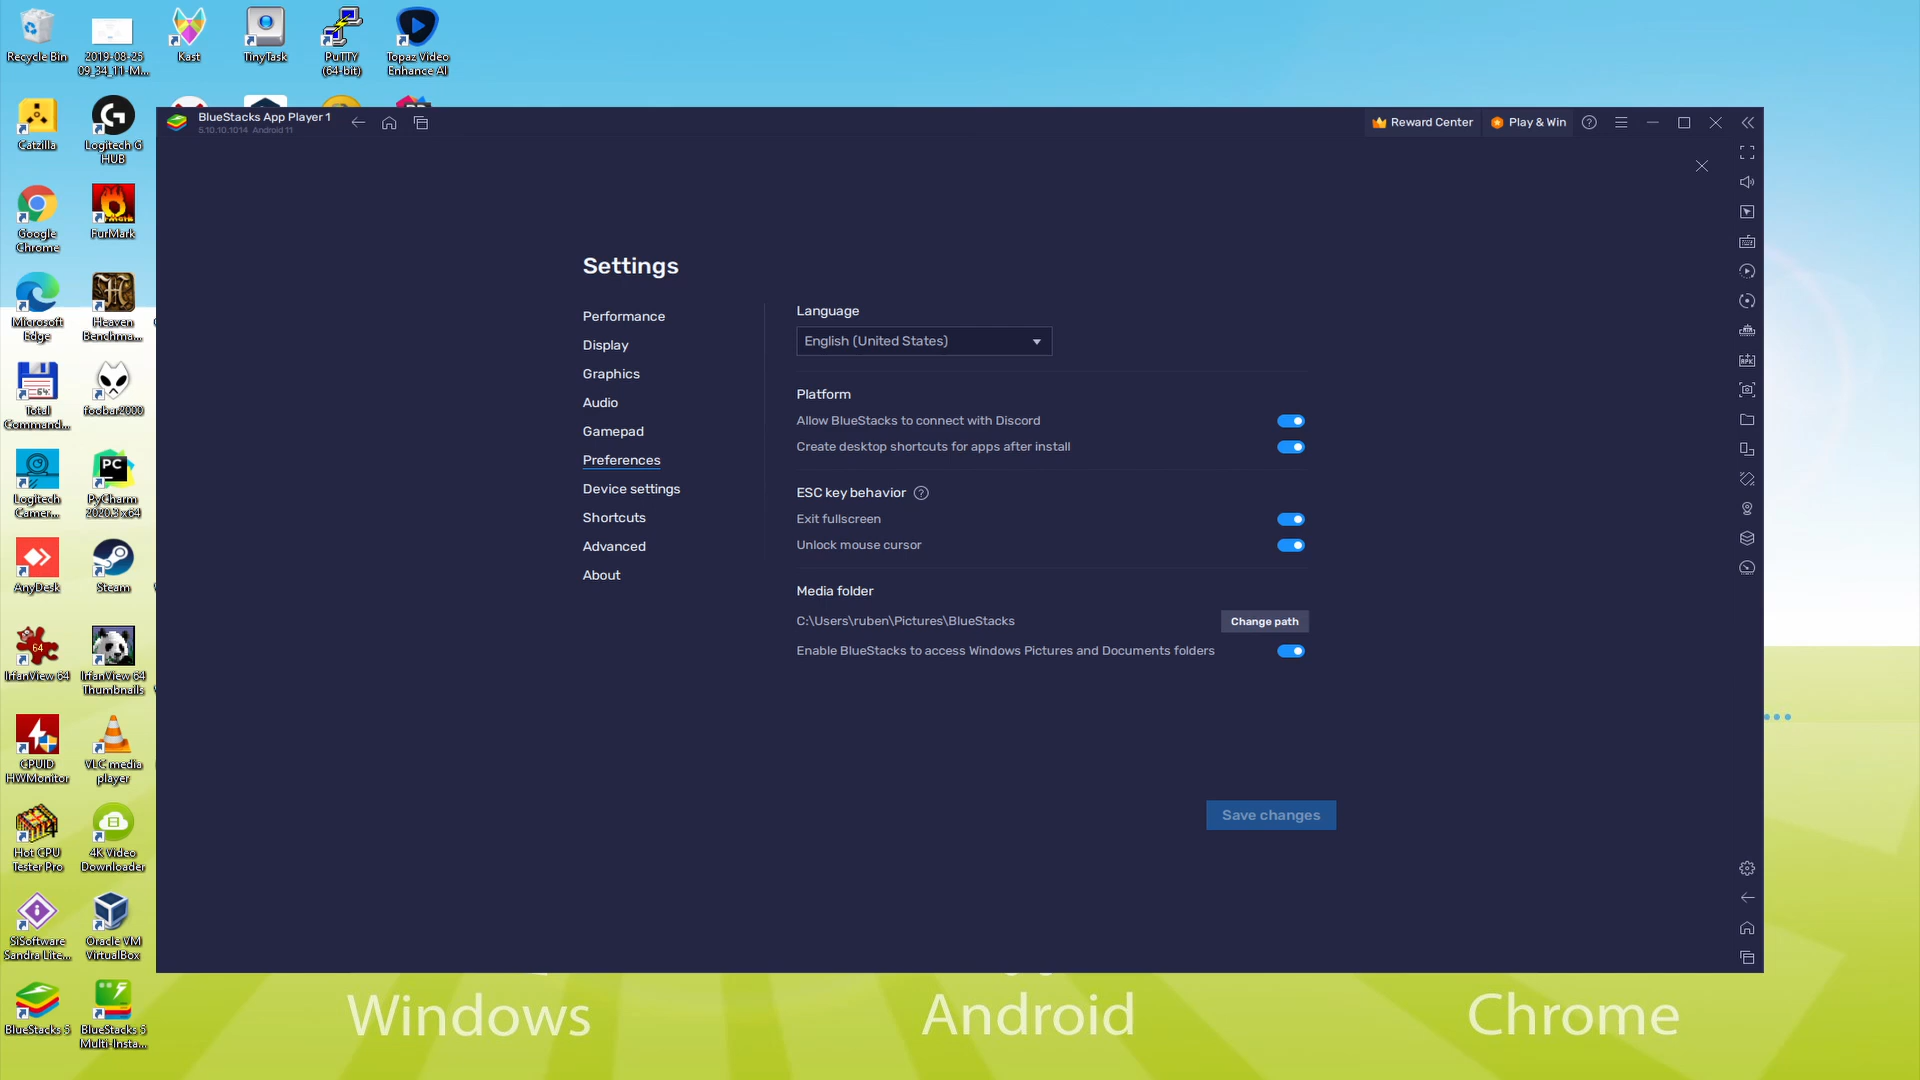 Recycle Bin
2019-08-25
09_34_11-M...
Kast
TinyTask
PuTTY
(64-bit)
Topaz Video
Enhance AI
Catzilla
Logitech G
HUB
Google
Chrome
FurMark
Microsoft
Edge
Heaven
Benchma...
Total
Command...
foobar2000
Logitech
Camer...
PyCharm
2020.3 x64
AnyDesk
Steam
IrfanView 64
IrfanView 64
Thumbnails
CPUID
HWMonitor
VLC media
player
Hot CPU
Tester Pro
4K Video
Downloader
SiSoftware
Sandra Lite...
Oracle VM
VirtualBox
BlueStacks 5
BlueStacks 5
Multi-Insta...
BlueStacks App Player 1
5.10.10.1014 Android 11
Reward Center
Play & Win
Settings
Performance
Display
Graphics
Audio
Gamepad
Preferences
Device settings
Shortcuts
Advanced
About
Language
English (United States)
Platform
Allow BlueStacks to connect with Discord
Create desktop shortcuts for apps after install
ESC key behavior
Exit fullscreen
Unlock mouse cursor
Media folder
C:\Users\ruben\Pictures\BlueStacks
Change path
Enable BlueStacks to access Windows Pictures and Documents folders
Save changes
Windows
Android
Chrome